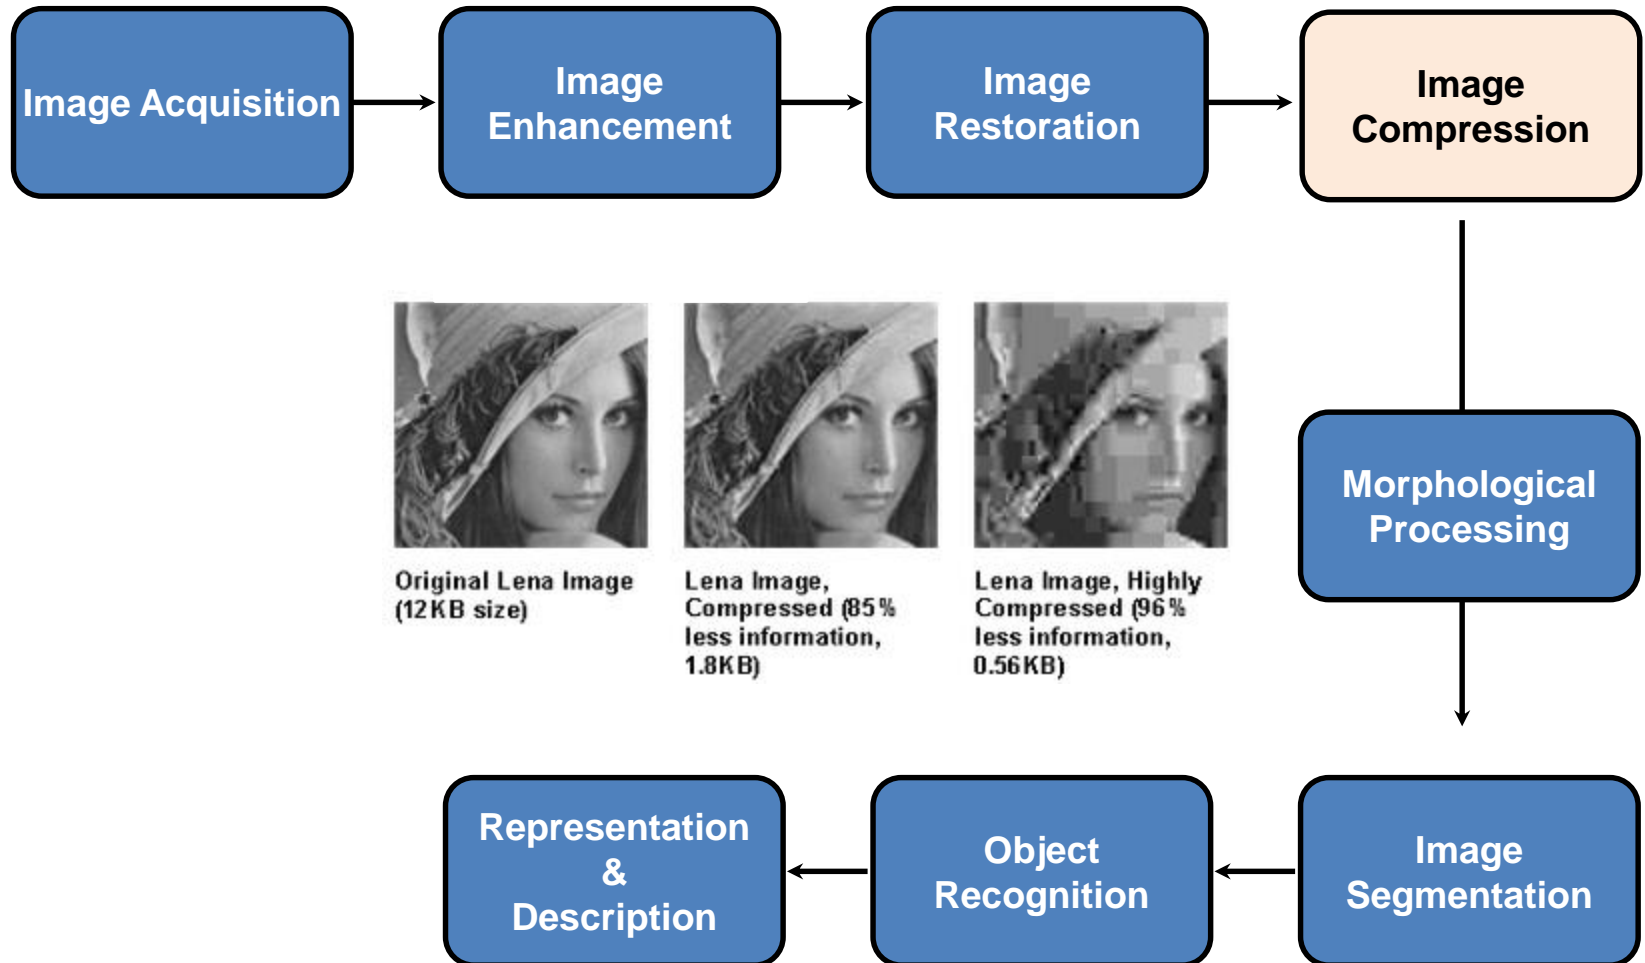 Image Acquisition
Image
Enhancement
Image
Restoration
Image
Compression
Original Lena Image
(12KB size)
Lena Image,
Compressed (85%
less information,
1.8KB)
Lena Image, Highly
Compressed (96%
less information,
0.56KB)
Morphological
Processing
Image
Segmentation
Object
Recognition
Representation
&
Description